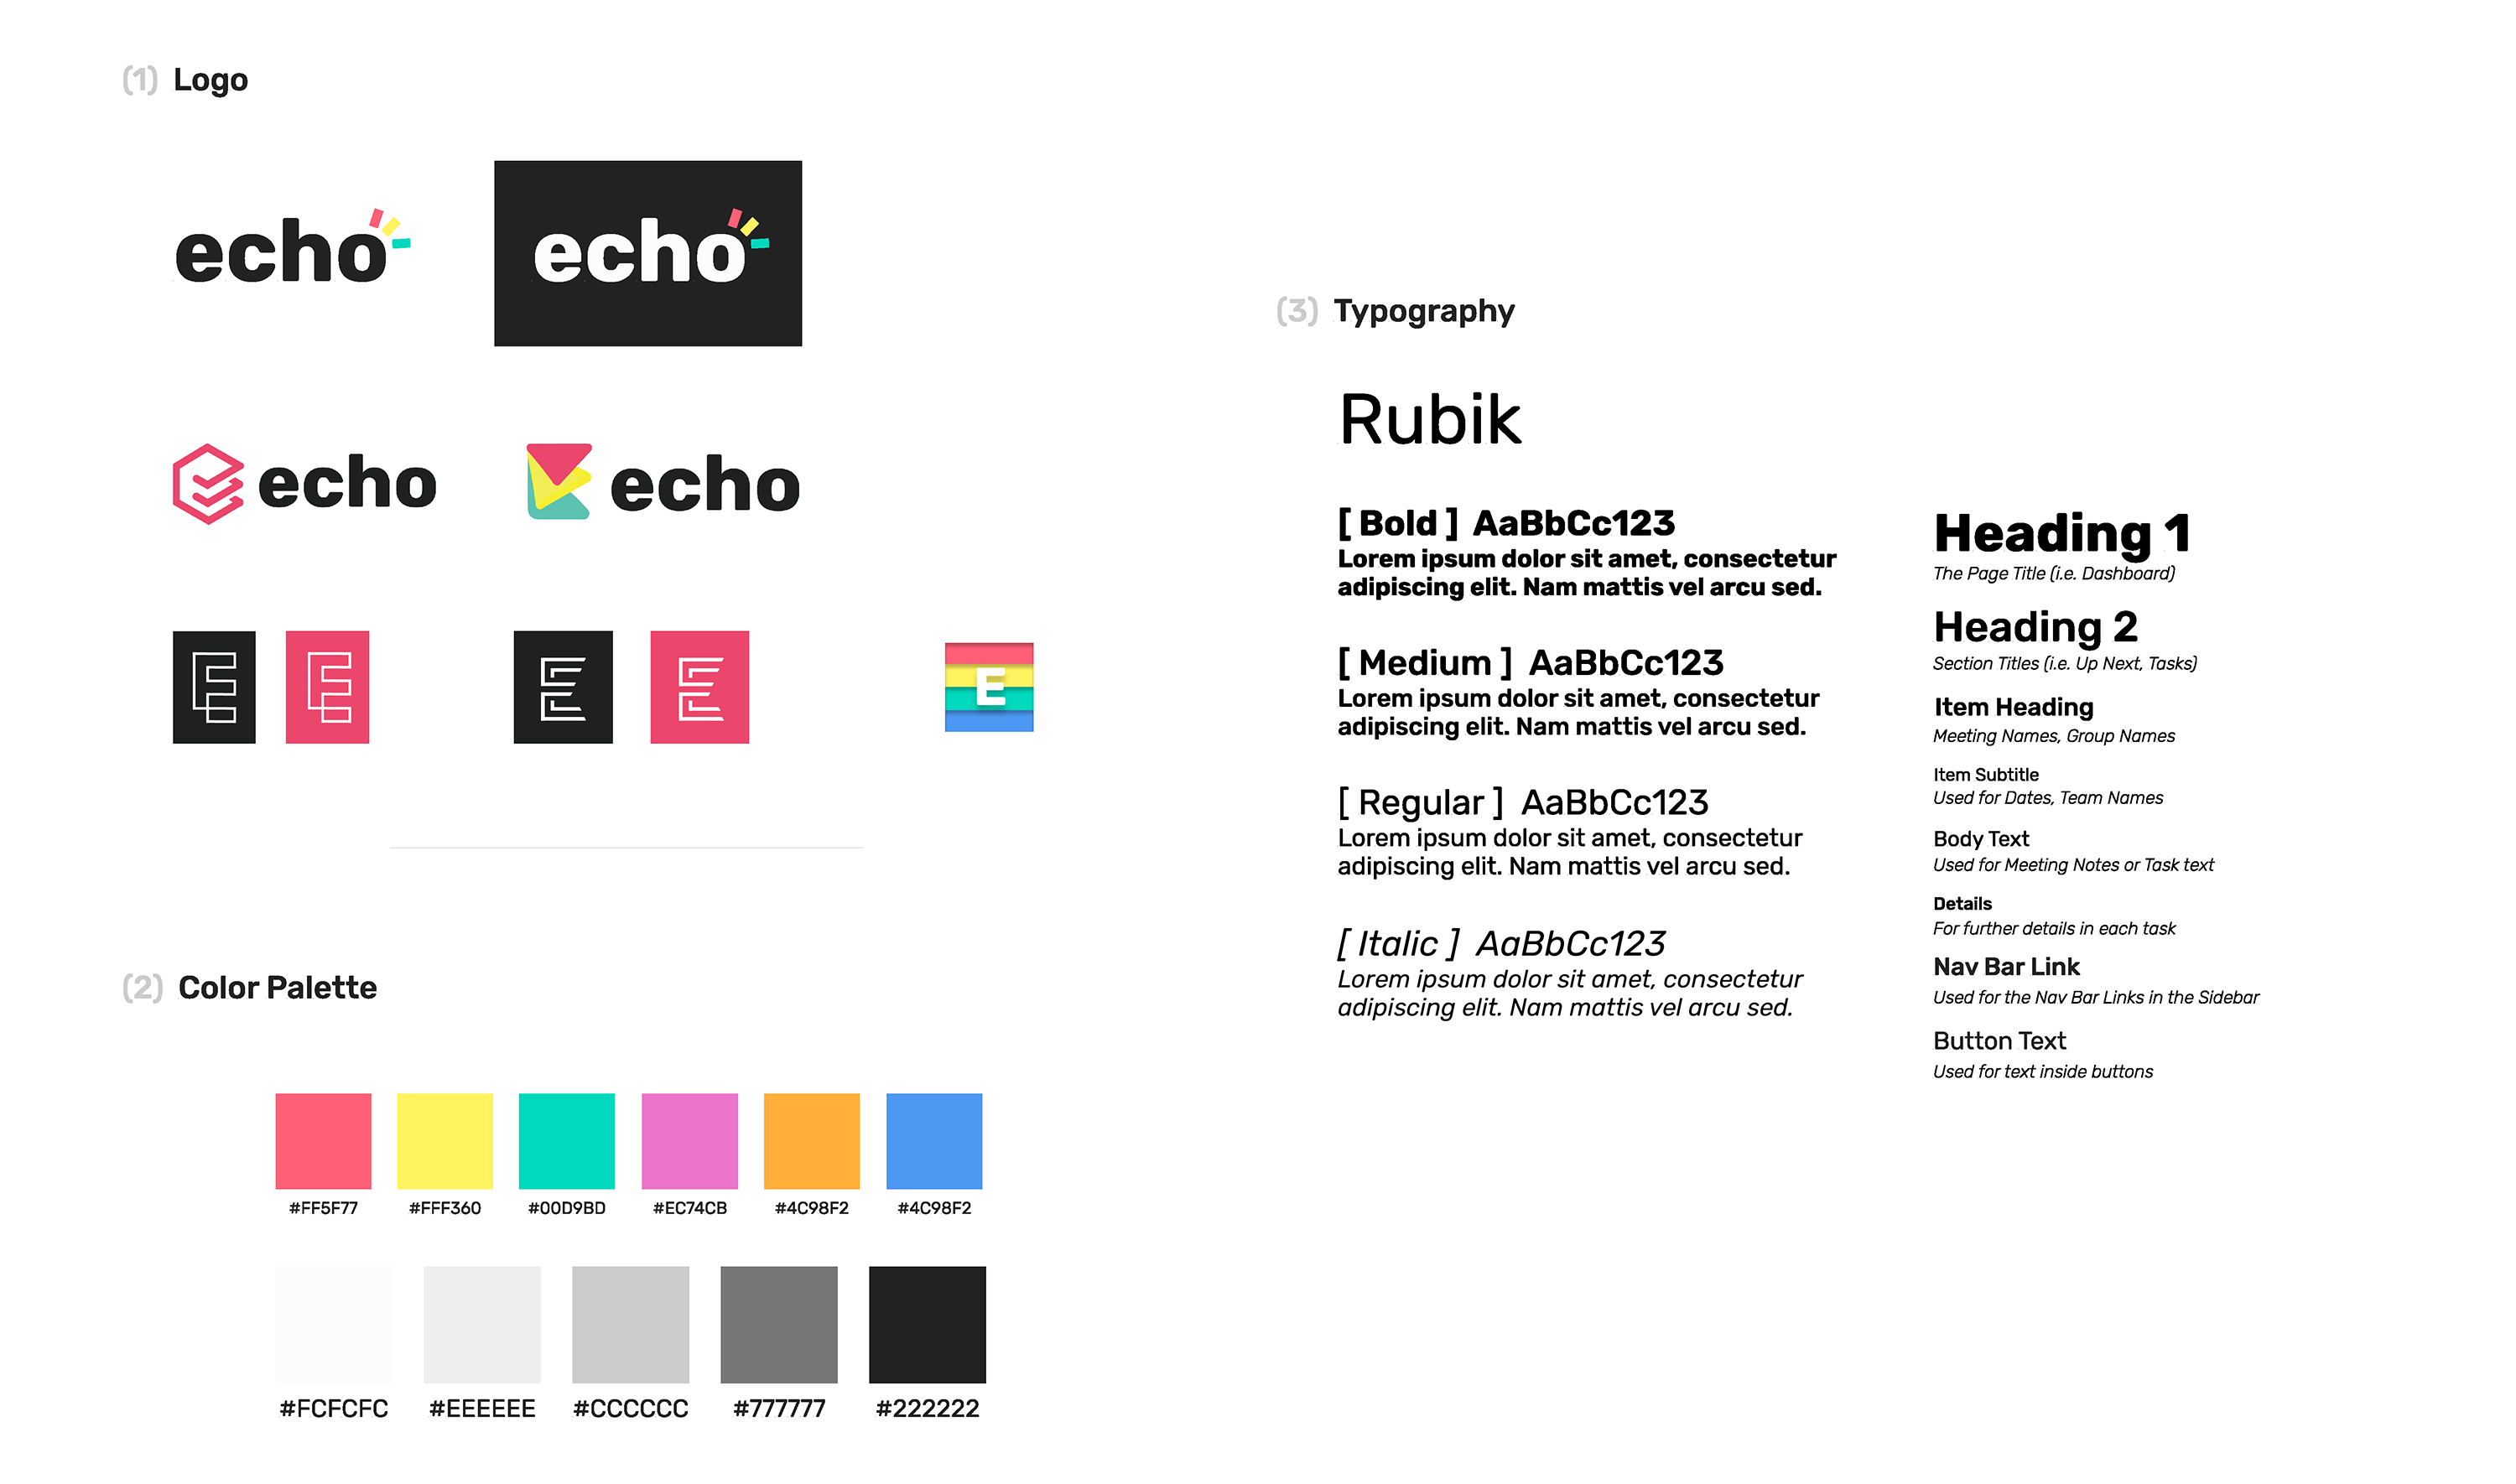 (1) Logo
echo
echo
echo
echo
E
E
E
E
E
(2) Color Palette
#FF5F77
#FFF360
#00D9BD
#EC74CB
#4C98F2
#4C98F2
#FCFCFC
#EEEEEE
#CCCCCC
#777777
#222222
(3) Typography
Rubik
[ Bold ] AaBbCc123
Lorem ipsum dolor sit amet, consectetur
adipiscing elit. Nam mattis vel arcu sed.
[ Medium ] AaBbCc123
Lorem ipsum dolor sit amet, consectetur
adipiscing elit. Nam mattis vel arcu sed.
[ Regular ] AaBbCc123
Lorem ipsum dolor sit amet, consectetur
adipiscing elit. Nam mattis vel arcu sed.
[ Italic ] AaBbCc123
Lorem ipsum dolor sit amet, consectetur
adipiscing elit. Nam mattis vel arcu sed.
Heading 1
The Page Title (i.e. Dashboard)
Heading 2
Section Titles (i.e. Up Next, Tasks)
Item Heading
Meeting Names, Group Names
Item Subtitle
Used for Dates, Team Names
Body Text
Used for Meeting Notes or Task text
Details
For further details in each task
Nav Bar Link
Used for the Nav Bar Links in the Sidebar
Button Text
Used for text inside buttons